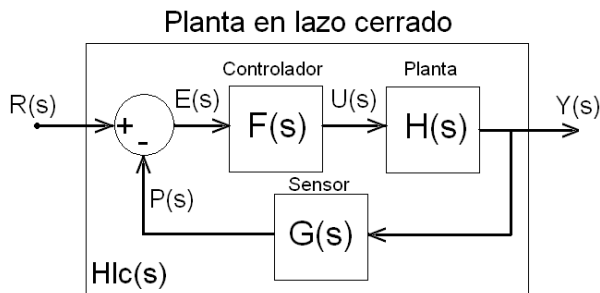 Planta en lazo cerrado
Controlador
Planta
R(s)
E(s)
U(s)
Y(s)
+
-
F(s)
H(s)
Sensor
P(s)
G(s)
Hlc(s)